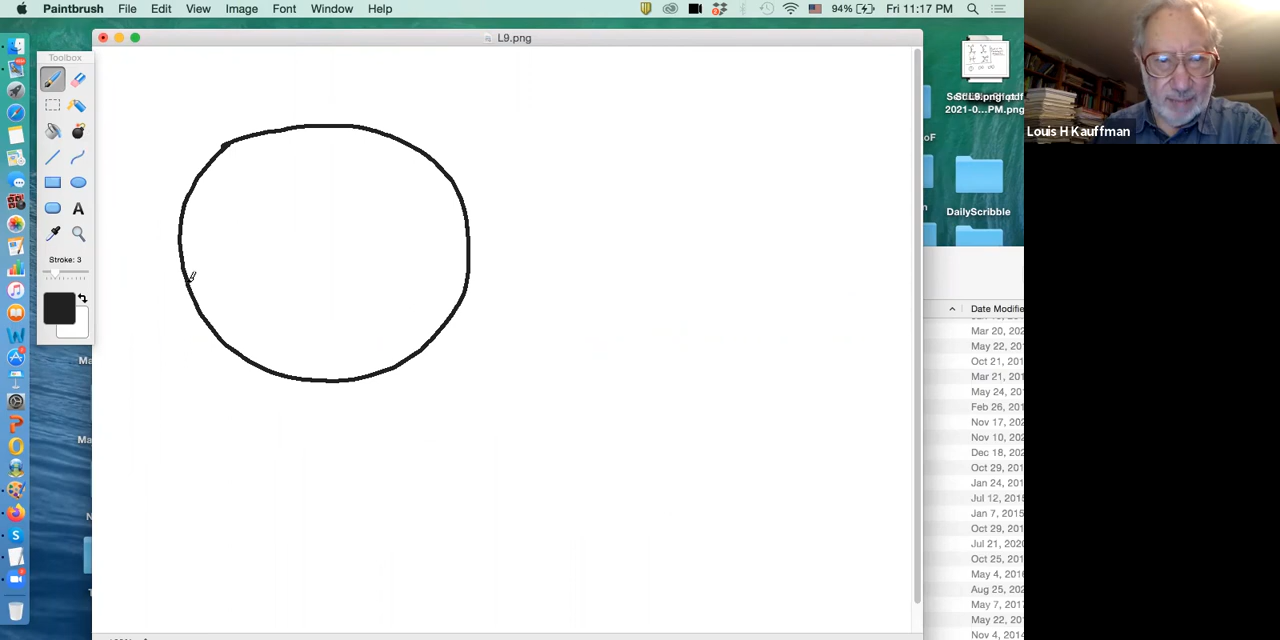 Paintbrush File Edit View Image Font Window Help 94% Fri 11:17 PM
L9.png
Toolbox
Stroke: 3
Louis H Kauffman
DailyScribble
Date Modifie
Mar 20, 202
May 22, 201
Oct 21, 201
Mar 21, 201
May 24, 201
Feb 26, 201
Nov 17, 202
Nov 10, 202
Dec 18, 202
Oct 29, 201
Jan 24, 201
Jul 12, 2015
Jan 7, 2015
Oct 29, 201
Jul 21, 2020
Oct 25, 201
May 4, 2016
Aug 25, 202
May 7, 2017
May 22, 201
Nov 4, 2014